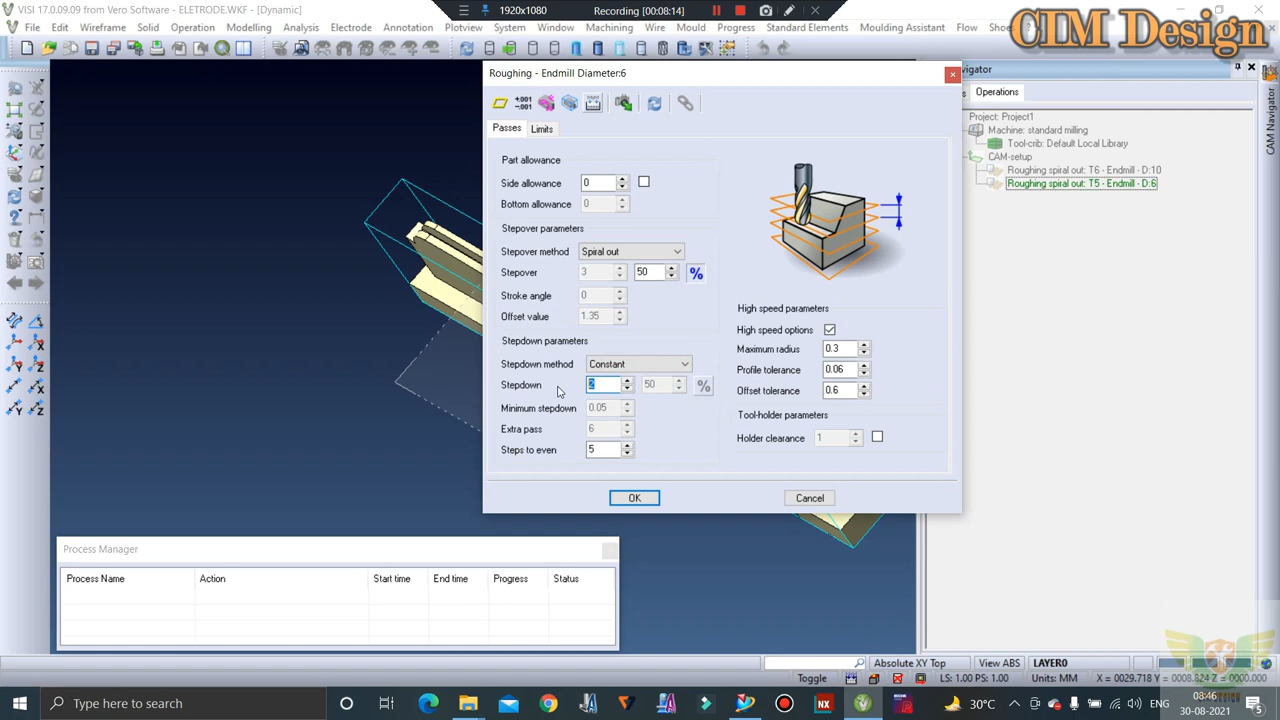 VISI 17.0.09.09 from Vero Software - ELETRODE.WKF - [Dynamic]
1920x1080
Recording [00:08:14]
CIM Design
File
Edit
Wireframe
Solid
Operation
Modelling
Analysis
Electrode
Annotation
Plotview
System
Window
Machining
Wire
Mould
Progress
Standard Elements
Moulding Assistant
Flow
Roughing - Endmill Diameter:6
Passes
Limits
Part allowance
Side allowance 0
Bottom allowance 0
Stepover parameters
Stepover method Spiral out
Stepover 3 50 %
Stroke angle 0
Offset value 1.35
Stepdown parameters
Stepdown method Constant
Stepdown 2 50 %
Minimum stepdown 0.05
Extra pass 6
Steps to even 5
High speed parameters
High speed options
Maximum radius 0.3
Profile tolerance 0.06
Offset tolerance 0.6
Tool-holder parameters
Holder clearance 1
OK
Cancel
avigator
Operations
Project: Project1
Machine: standard milling
Tool-crib: Default Local Library
CAM-setup
Roughing spiral out: T6 - Endmill - D:10
Roughing spiral out: T5 - Endmill - D:6
CAM Navigator
Process Manager
Process Name
Action
Start time
End time
Progress
Status
Absolute XY Top
View ABS
LAYER0
Toggle
LS: 1.00 PS: 1.00
Units: MM
X = 0029.718 Y = 0008.824 Z = 0000.000
Type here to search
30°C
ENG
08:46
30-08-2021
5